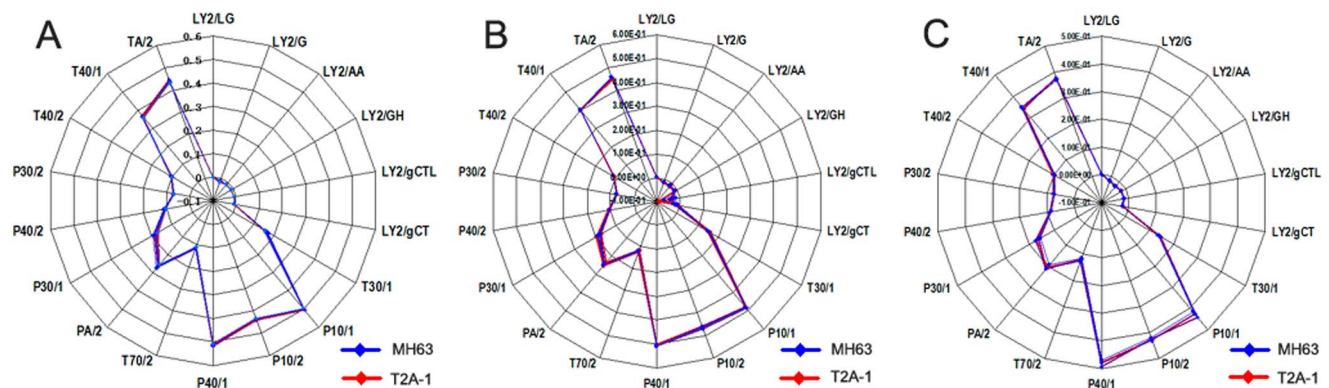 A
LY2/LG
LY2/G
LY2/AA
LY2/GH
LY2/gCTL
LY2/gCT
T30/1
P10/1
P10/2
P40/1
T70/2
PA/2
P30/1
P40/2
P30/2
T40/2
T40/1
TA/2
0.6
0.5
0.4
0.3
0.2
0.1
0
-0.1
MH63
T2A-1
B
LY2/LG
LY2/G
LY2/AA
LY2/GH
LY2/gCTL
LY2/gCT
T30/1
P10/1
P10/2
P40/1
T70/2
PA/2
P30/1
P40/2
P30/2
T40/2
T40/1
TA/2
6.00E-01
5.00E-01
4.00E-01
3.00E-01
2.00E-01
1.00E-01
0.00E+00
-1.00E-01
MH63
T2A-1
C
LY2/LG
LY2/G
LY2/AA
LY2/GH
LY2/gCTL
LY2/gCT
T30/1
P10/1
P10/2
P40/1
T70/2
PA/2
P30/1
P40/2
P30/2
T40/2
T40/1
TA/2
5.00E-01
4.00E-01
3.00E-01
2.00E-01
1.00E-01
0.00E+00
-1.00E-01
MH63
T2A-1